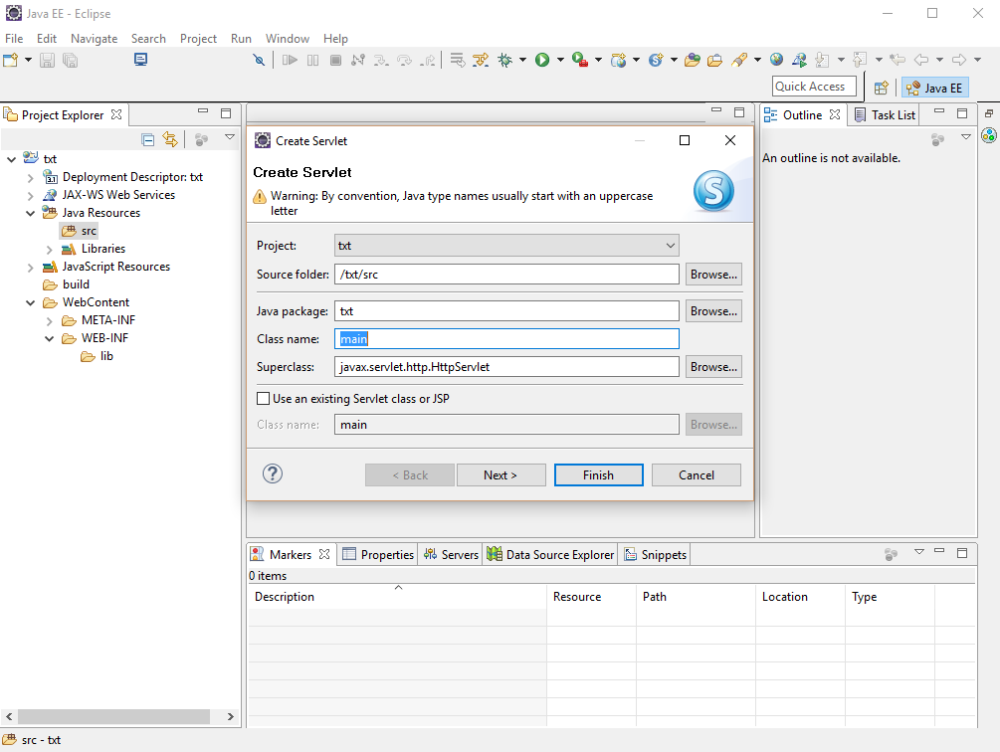 Java EE - Eclipse
File Edit Navigate Search Project Run Window Help
Quick Access
Java EE
Project Explorer
txt
3.1 Deployment Descriptor: txt
JAX-WS Web Services
Java Resources
src
Libraries
JavaScript Resources
build
WebContent
META-INF
WEB-INF
lib
Create Servlet
Create Servlet
Warning: By convention, Java type names usually start with an uppercase
letter
S
Project: txt
Source folder: /txt/src Browse...
Java package: txt Browse...
Class name: main
Superclass: javax.servlet.http.HttpServlet Browse...
Use an existing Servlet class or JSP
Class name: main Browse...
? < Back Next > Finish Cancel
Outline Task List
An outline is not available.
Markers Properties Servers Data Source Explorer Snippets
0 items
Description Resource Path Location Type
src - txt